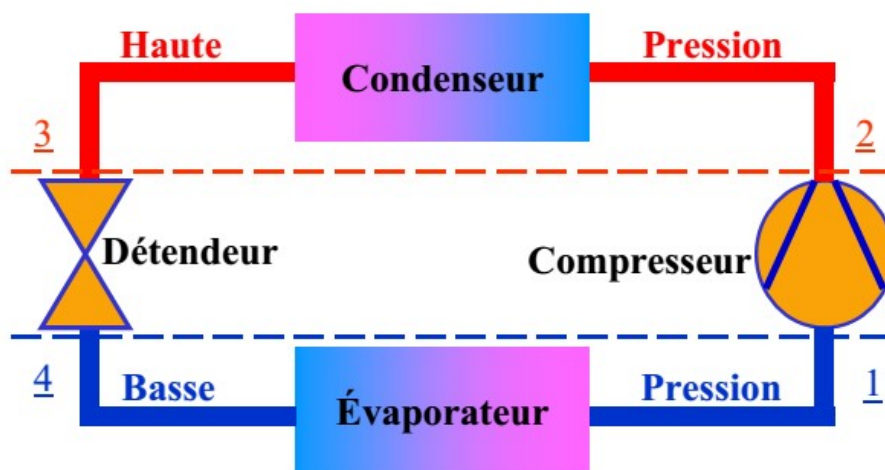 Haute
Condenseur
Pression
3
2
Détendeur
Compresseur
4
Basse
Évaporateur
Pression
1